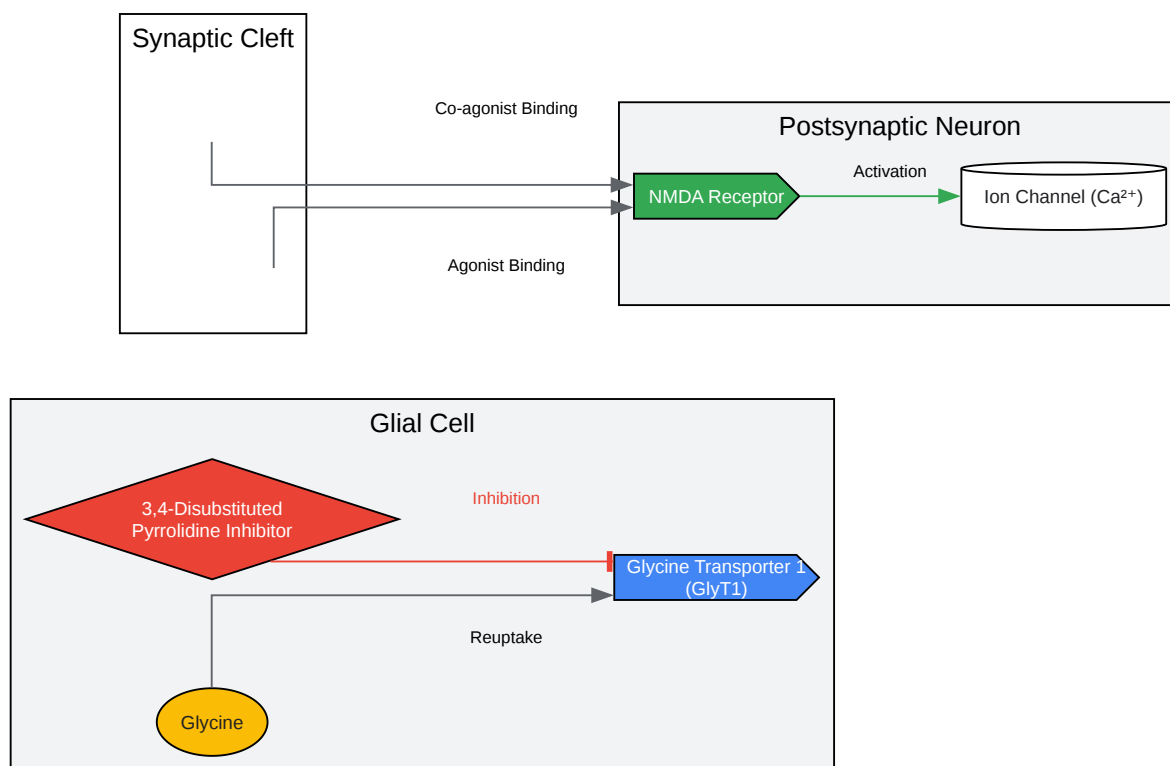 Synaptic Cleft
Co-agonist Binding
Postsynaptic Neuron
Activation
NMDA Receptor
Ion Channel (Ca²⁺)
Agonist Binding
Glial Cell
3,4-Disubstituted
Pyrrolidine Inhibitor
Inhibition
Glycine Transporter 1
(GlyT1)
Reuptake
Glycine